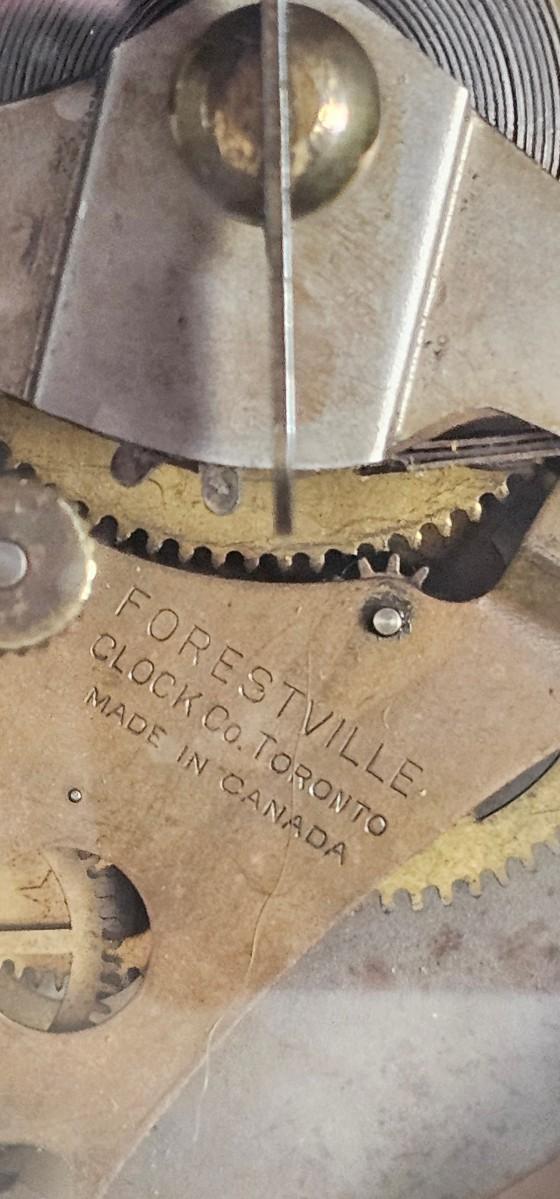 FORESTVILLE
CLOCK Co. TORONTO
MADE IN CANADA